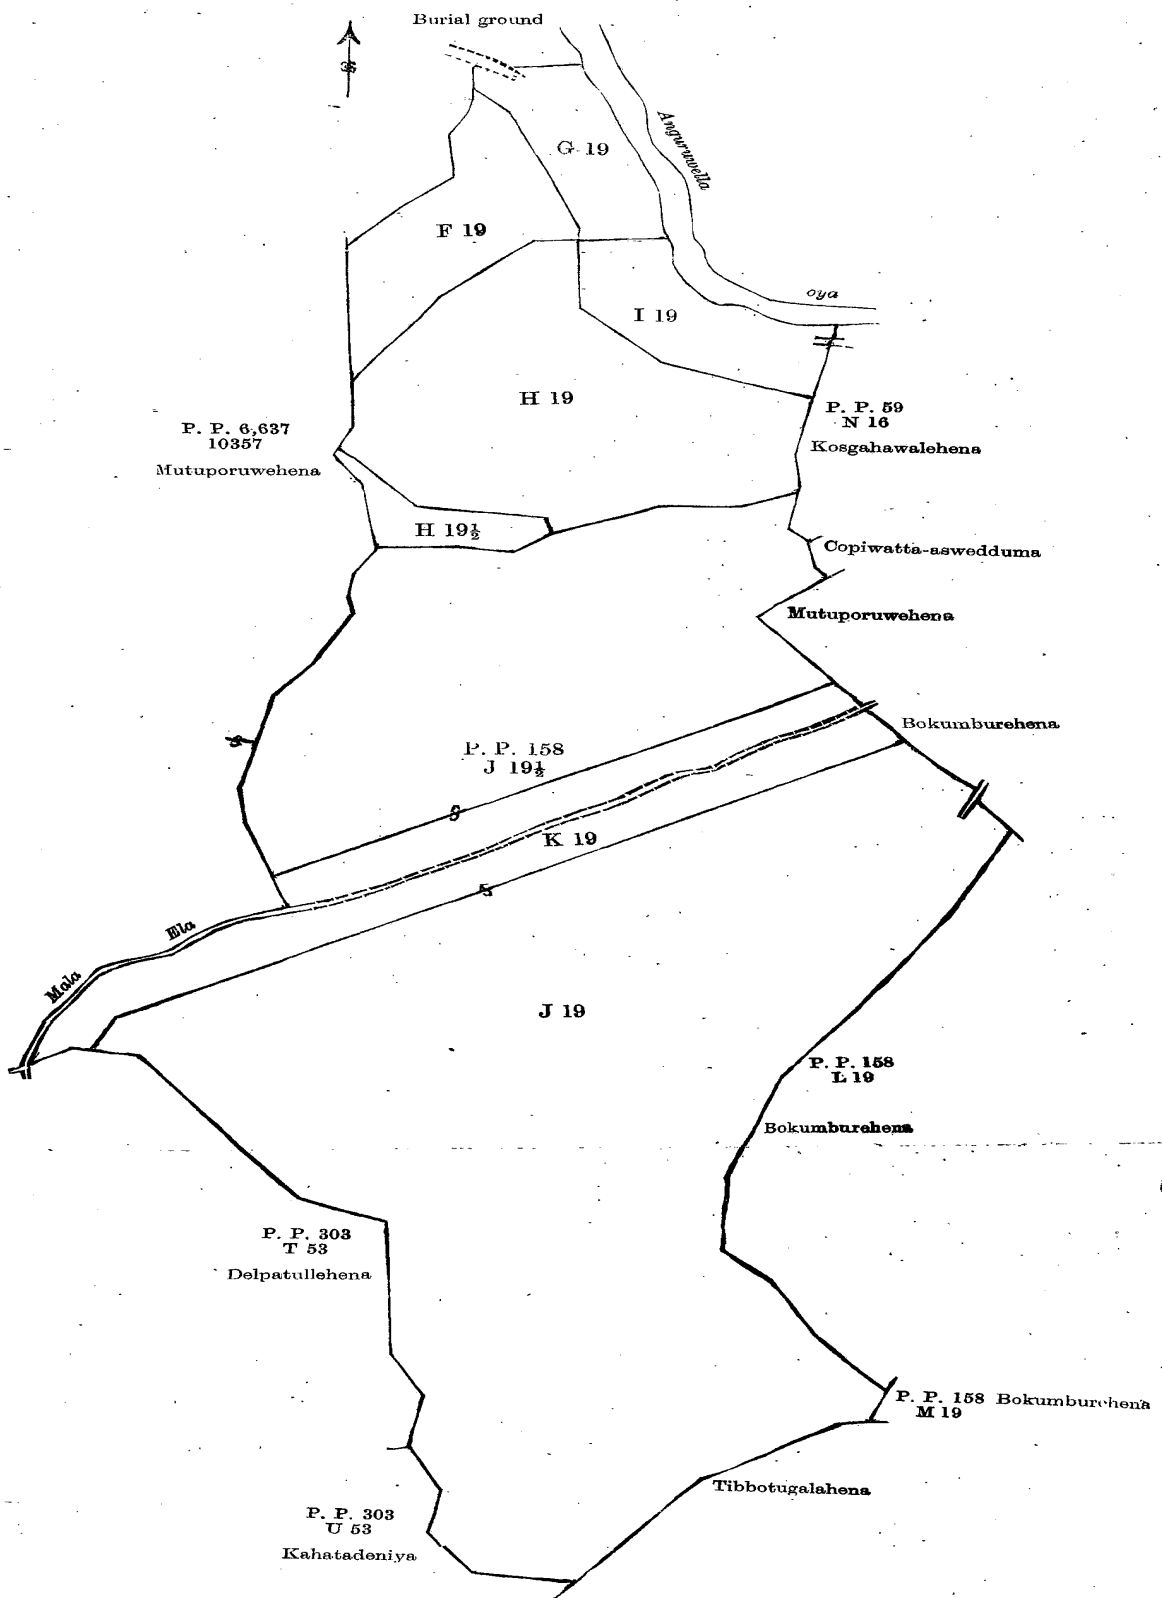 Burial ground
Anguruwella
G 19
F 19
oya
I 19
H 19
P. P. 59
N 16
P. P. 6,637
10357
Kosgahawalehena
Mutuporuwehena
H 19½
Copiwatta-aswedduma
Mutuporuwehena
Bokumburehena
P. P. 158
J 19½
K 19
Ela
Mala
J 19
P. P. 158
L 19
Bokumburehena
P. P. 303
T 53
Delpatullehena
P. P. 158 Bokumburehena
M 19
Tibbotugalahena
P. P. 303
U 53
Kahatadeniya